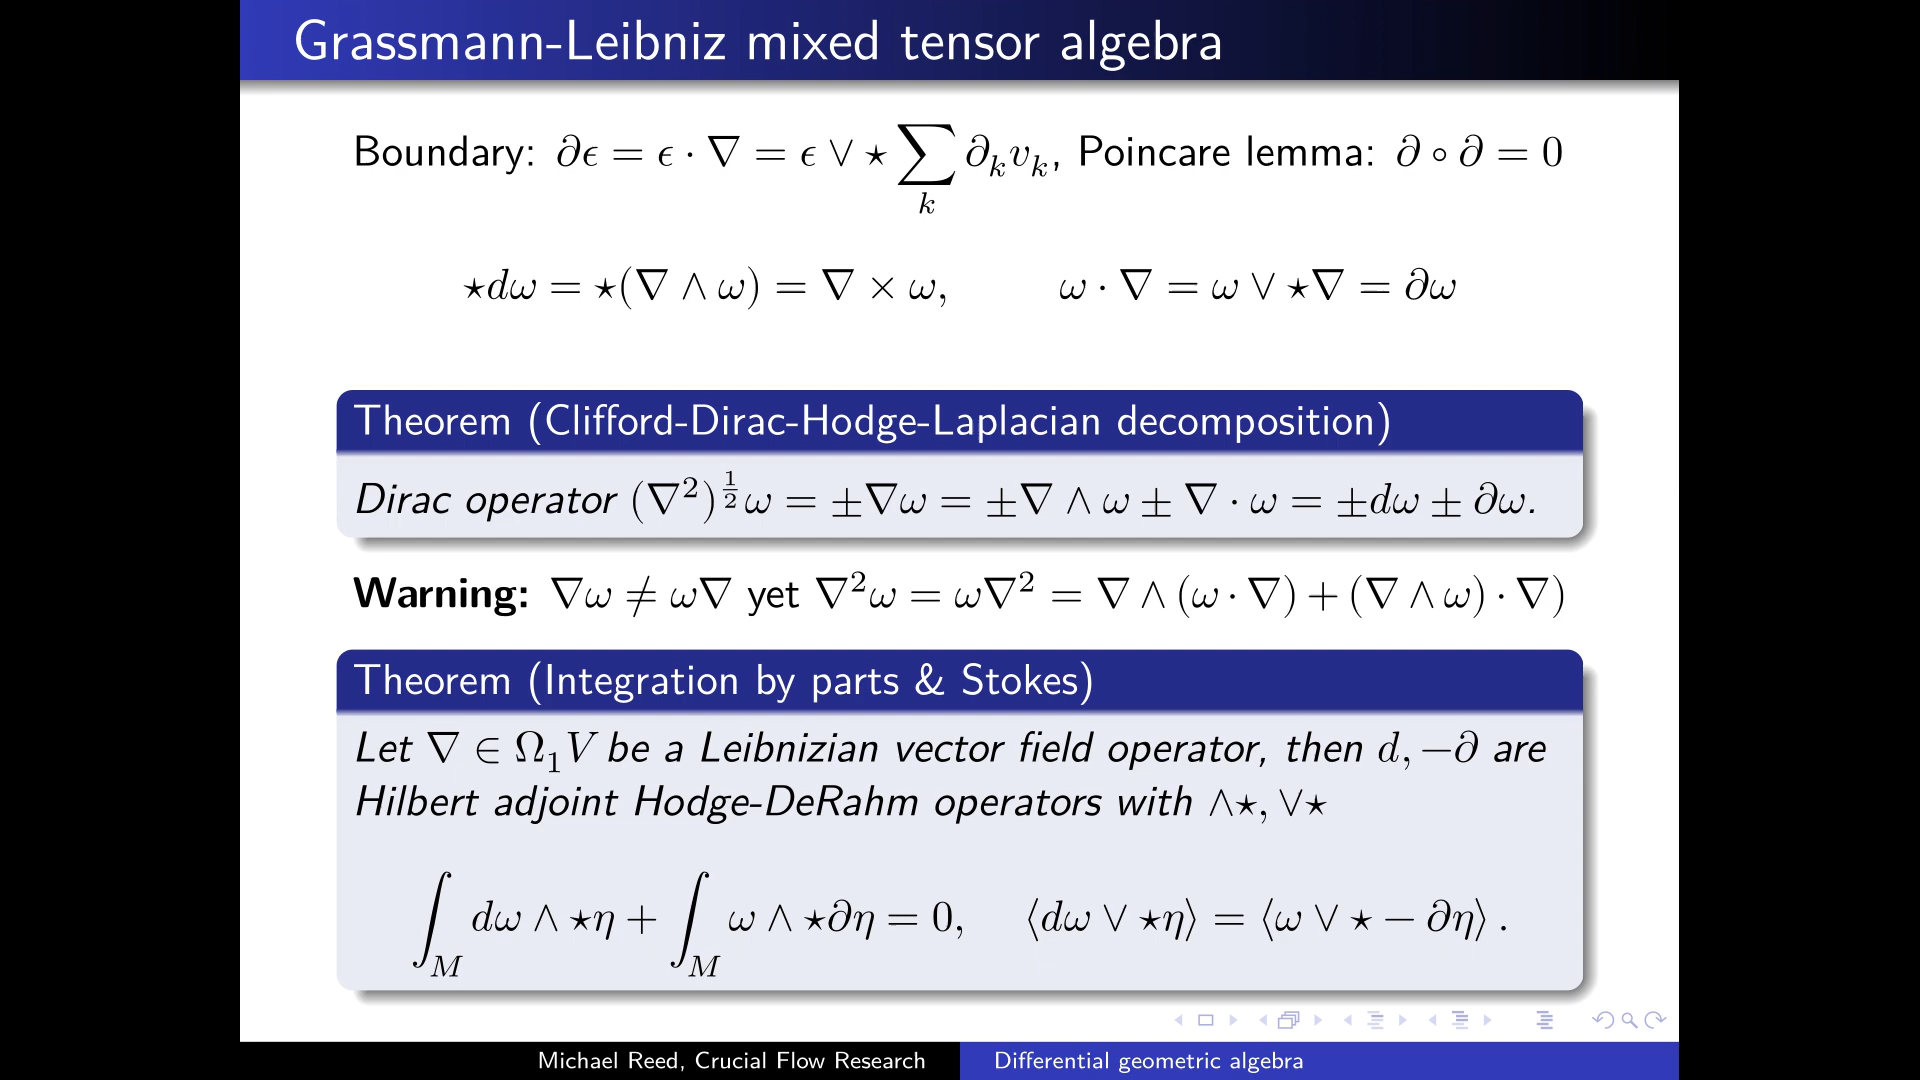 Grassmann-Leibniz mixed tensor algebra
Boundary: ∂ϵ = ϵ · ∇ = ϵ ∨ ⋆ ∑_k ∂_k v_k, Poincare lemma: ∂ ∘ ∂ = 0
⋆dω = ⋆(∇ ∧ ω) = ∇ × ω, ω · ∇ = ω ∨ ⋆∇ = ∂ω
Theorem (Clifford-Dirac-Hodge-Laplacian decomposition)
Dirac operator (∇²)^{1/2} ω = ±∇ω = ±∇ ∧ ω ± ∇ · ω = ±dω ± ∂ω.
Warning: ∇ω ≠ ω∇ yet ∇²ω = ω∇² = ∇ ∧ (ω · ∇) + (∇ ∧ ω) · ∇)
Theorem (Integration by parts & Stokes)
Let ∇ ∈ Ω₁V be a Leibnizian vector field operator, then d, −∂ are
Hilbert adjoint Hodge-DeRahm operators with ∧⋆, ∨⋆
∫_M dω ∧ ⋆η + ∫_M ω ∧ ⋆∂η = 0, ⟨dω ∨ ⋆η⟩ = ⟨ω ∨ ⋆ − ∂η⟩ .
Michael Reed, Crucial Flow Research
Differential geometric algebra